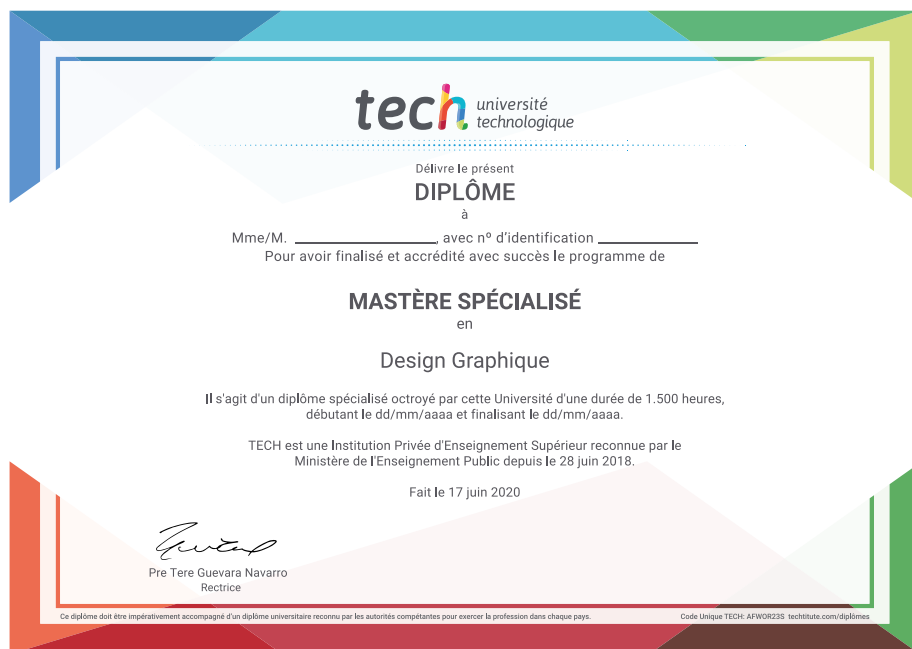 tech université
technologique
Délivre le présent
DIPLÔME
à
Mme/M. ____________, avec nº d'identification ____________
Pour avoir finalisé et accrédité avec succès le programme de
MASTÈRE SPÉCIALISÉ
en
Design Graphique
Il s'agit d'un diplôme spécialisé octroyé par cette Université d'une durée de 1.500 heures,
débutant le dd/mm/aaaa et finalisant le dd/mm/aaaa.
TECH est une Institution Privée d'Enseignement Supérieur reconnue par le
Ministère de l'Enseignement Public depuis le 28 juin 2018.
Fait le 17 juin 2020
Pre Tere Guevara Navarro
Rectrice
Ce diplôme doit être impérativement accompagné d'un diplôme universitaire reconnu par les autorités compétantes pour exercer la profession dans chaque pays.
Code Unique TECH: AFWOR23S techtitute.com/diplômes